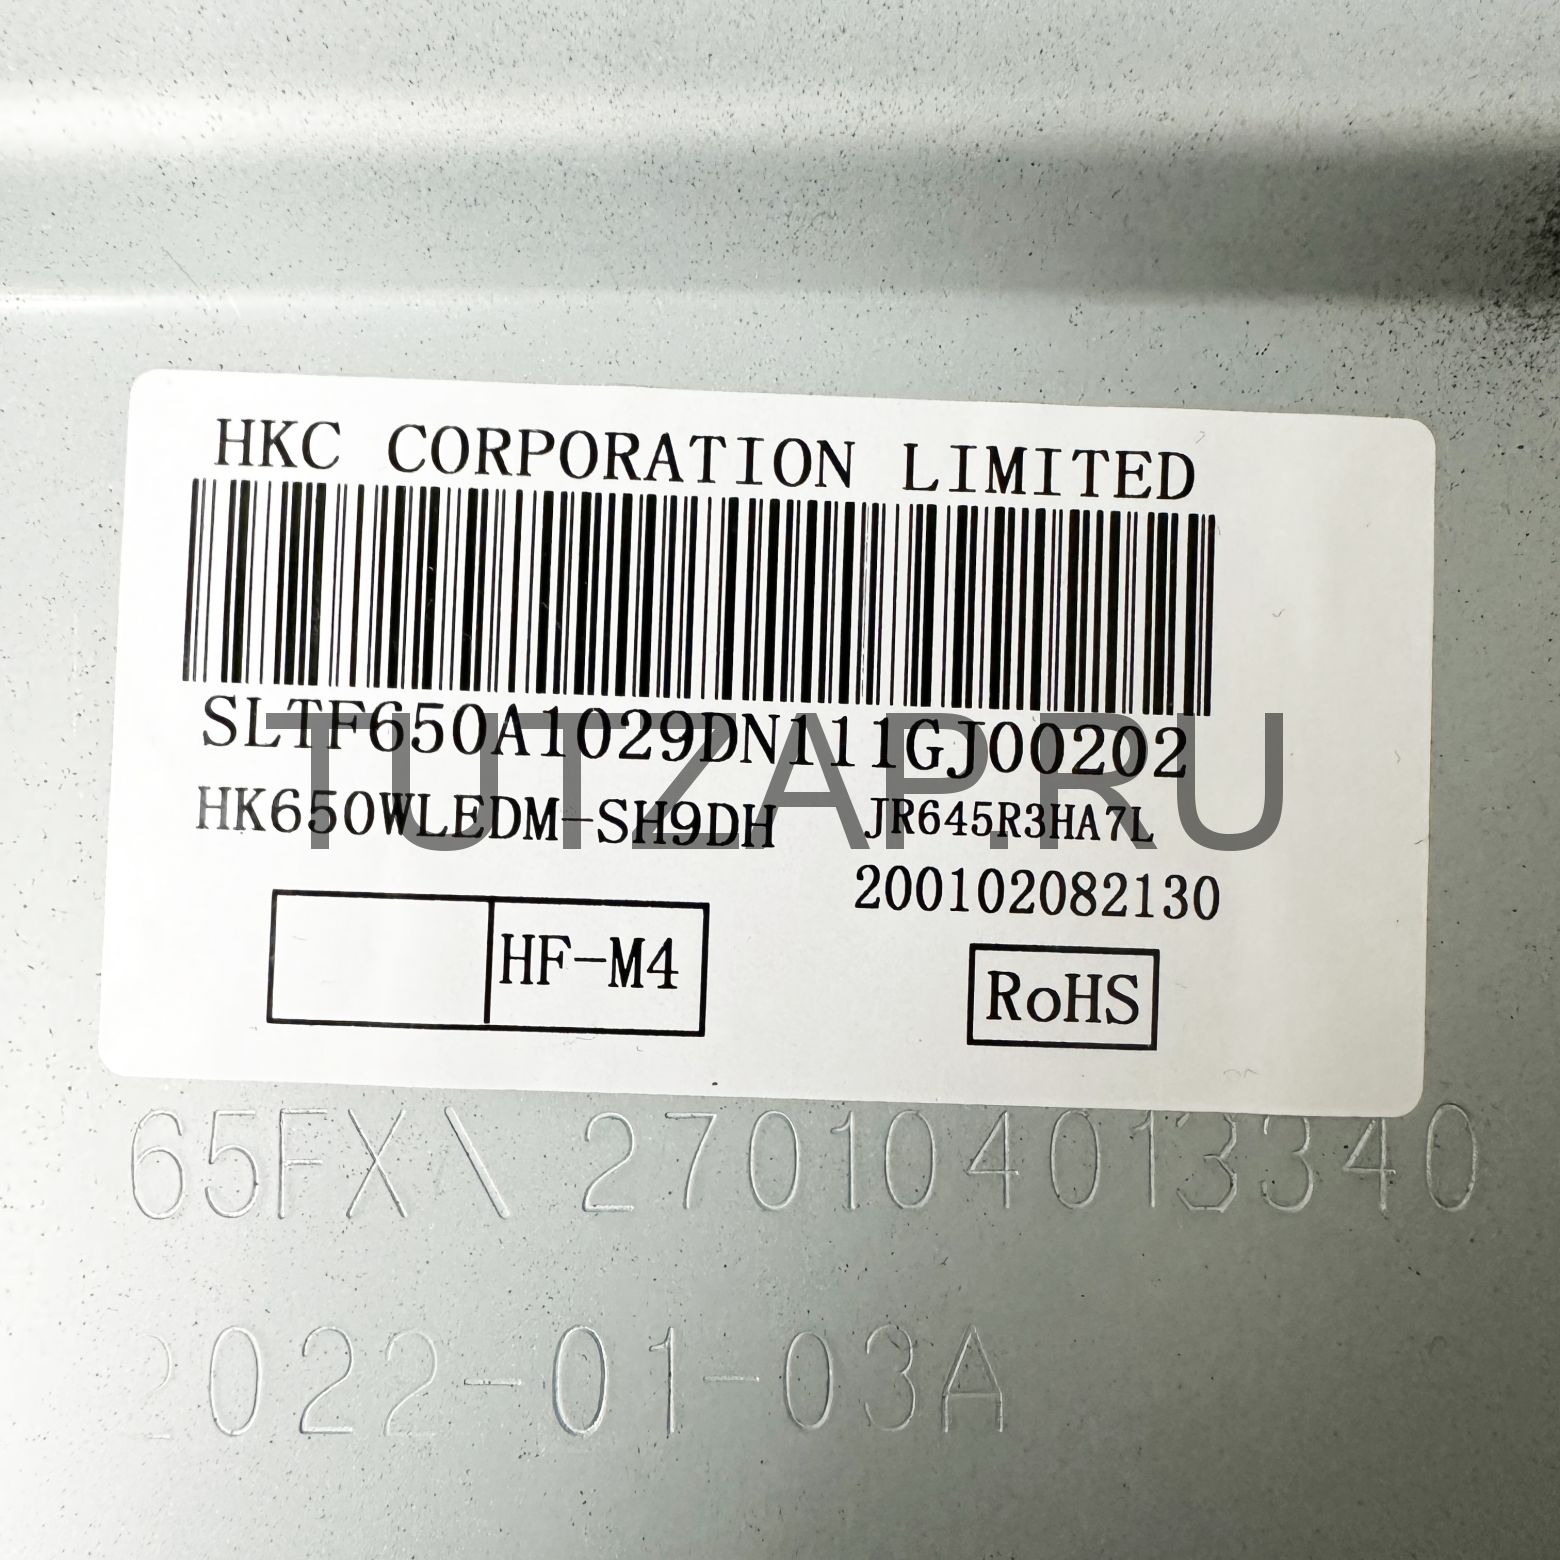 HKC CORPORATION LIMITED
SLTF650A1029DN111GJ00202
TUTZAP.RU
HK650WLEDM-SH9DH JR645R3HA7L
200102082130
HF-M4
RoHS
65FX\ 270104013340
2022-01-03A